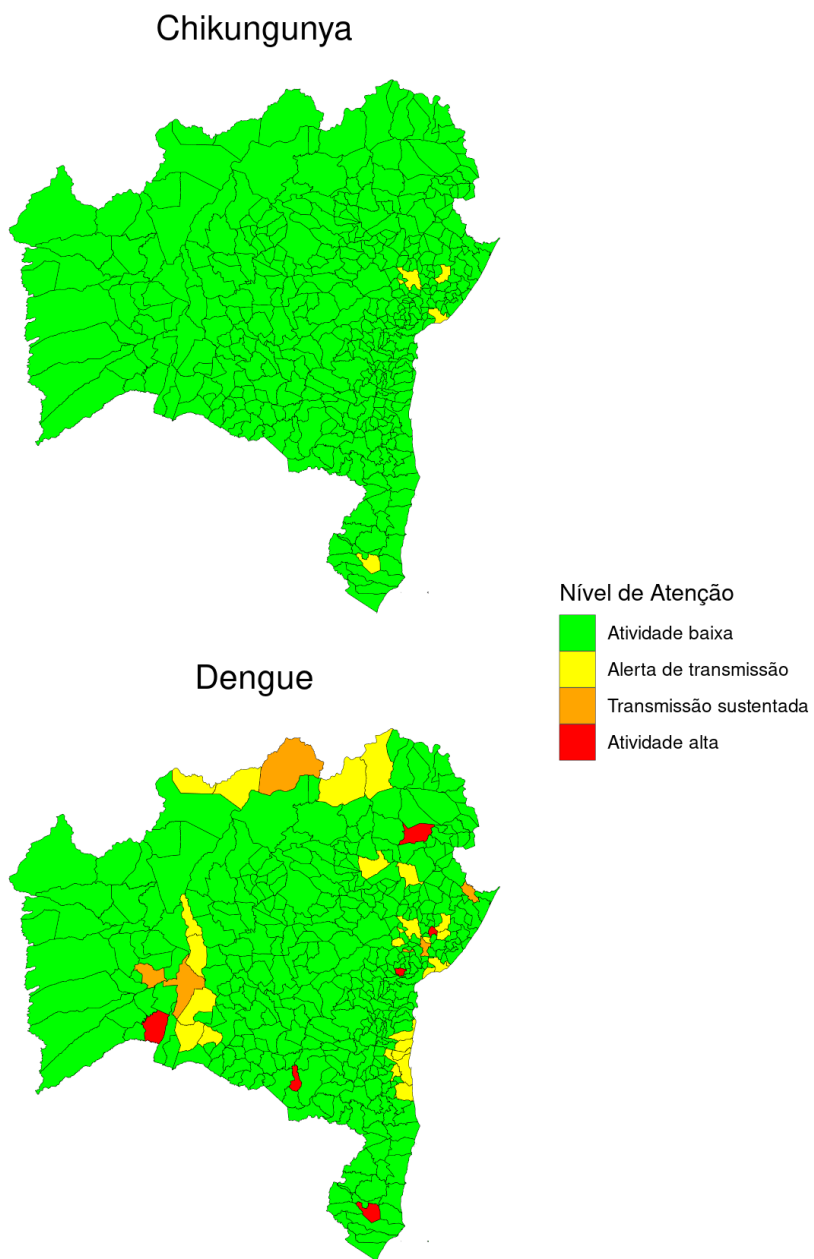 Chikungunya
Nível de Atenção
Atividade baixa
Alerta de transmissão
Transmissão sustentada
Atividade alta
Dengue